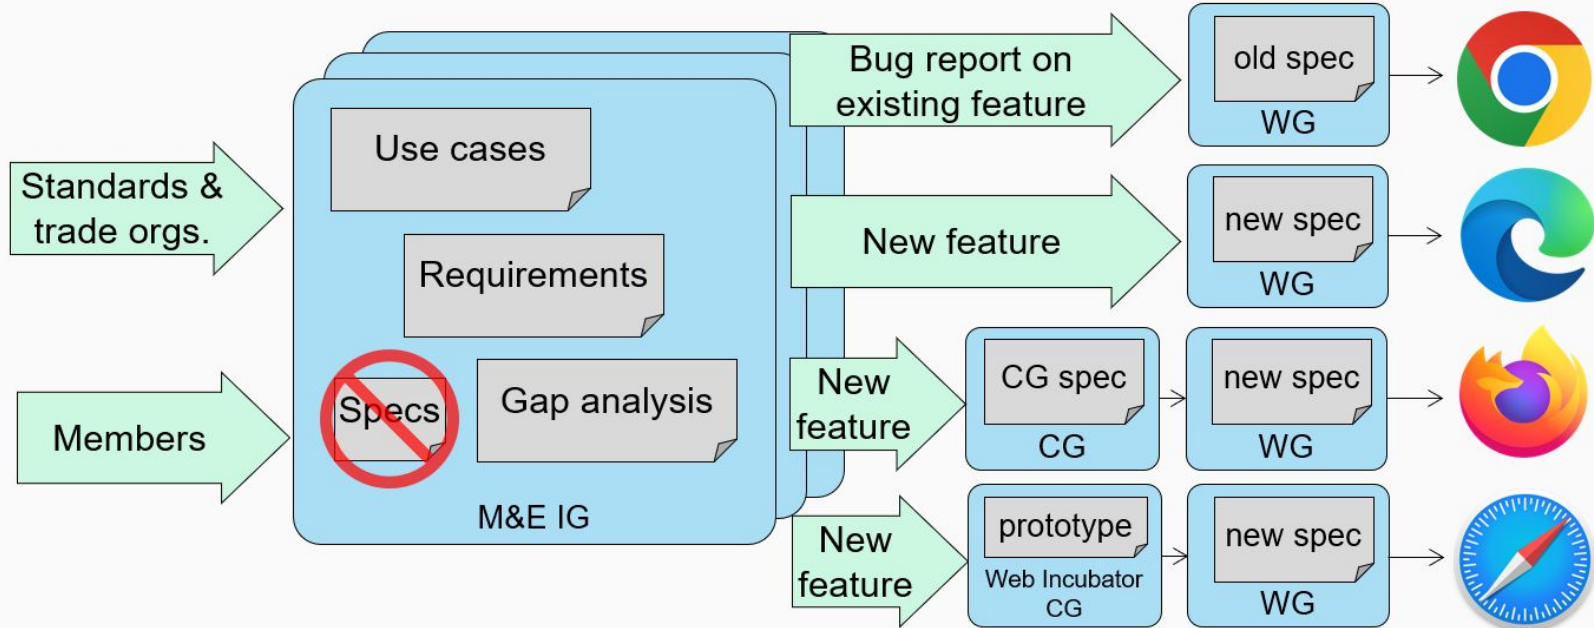 Standards &
trade orgs.
Members
Use cases
Requirements
Specs
Gap analysis
M&E IG
Bug report on
existing feature
old spec
WG
New feature
new spec
WG
New
feature
CG spec
CG
new spec
WG
New
feature
prototype
Web Incubator
CG
new spec
WG